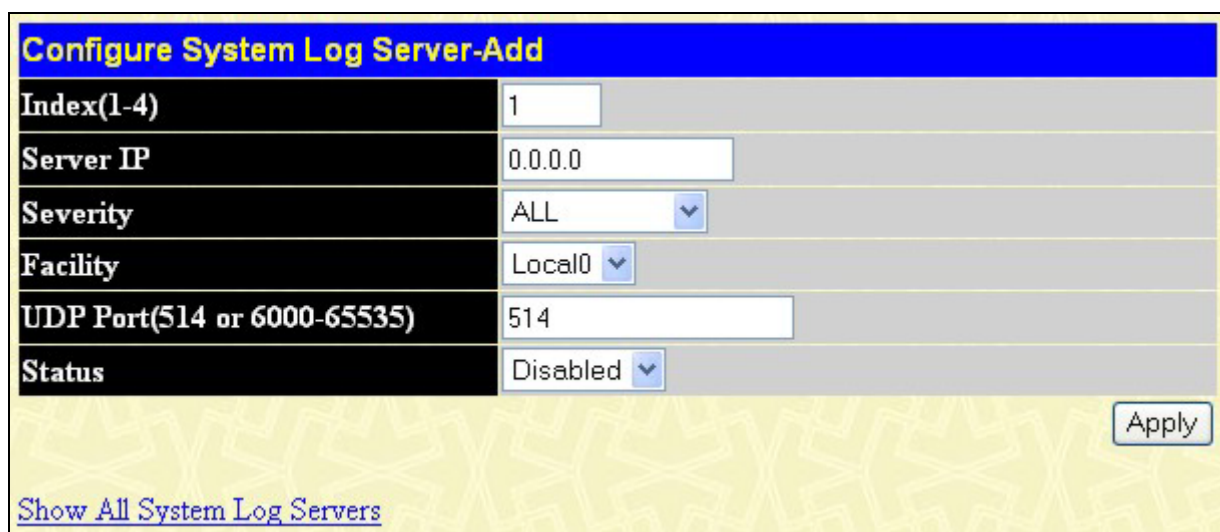 Configure System Log Server-Add
Index(1-4) 1
Server IP 0.0.0.0
Severity ALL
Facility Local0
UDP Port(514 or 6000-65535) 514
Status Disabled
Apply
Show All System Log Servers